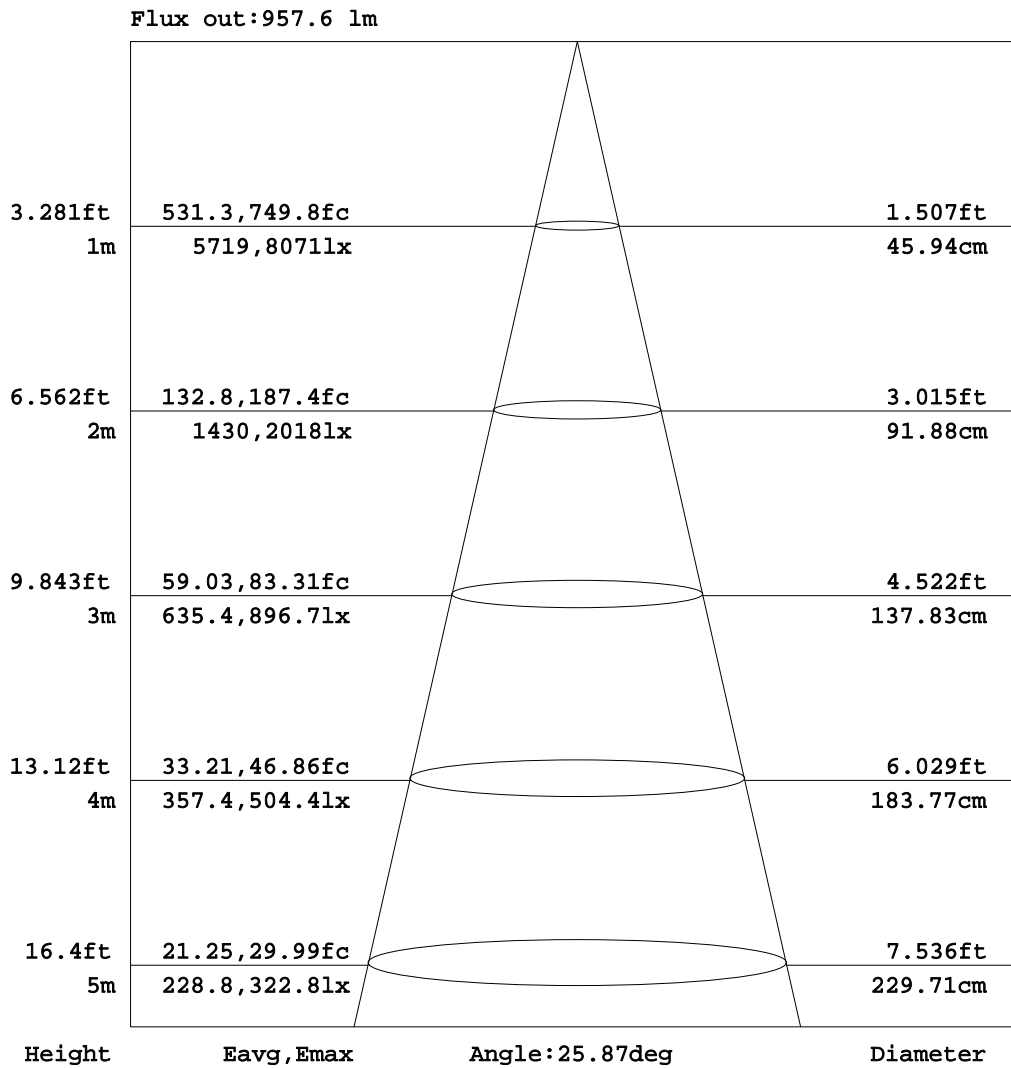 Flux out:957.6 lm
3.281ft 531.3,749.8fc 1.507ft
1m 5719,8071lx 45.94cm
6.562ft 132.8,187.4fc 3.015ft
2m 1430,2018lx 91.88cm
9.843ft 59.03,83.31fc 4.522ft
3m 635.4,896.7lx 137.83cm
13.12ft 33.21,46.86fc 6.029ft
4m 357.4,504.4lx 183.77cm
16.4ft 21.25,29.99fc 7.536ft
5m 228.8,322.8lx 229.71cm
Height Eavg,Emax Angle:25.87deg Diameter